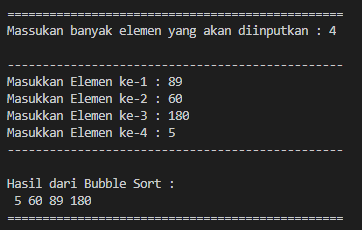 ================================================
Massukan banyak elemen yang akan diinputkan : 4
------------------------------------------------
Masukkan Elemen ke-1 : 89
Masukkan Elemen ke-2 : 60
Masukkan Elemen ke-3 : 180
Masukkan Elemen ke-4 : 5
------------------------------------------------
Hasil dari Bubble Sort :
 5 60 89 180
================================================